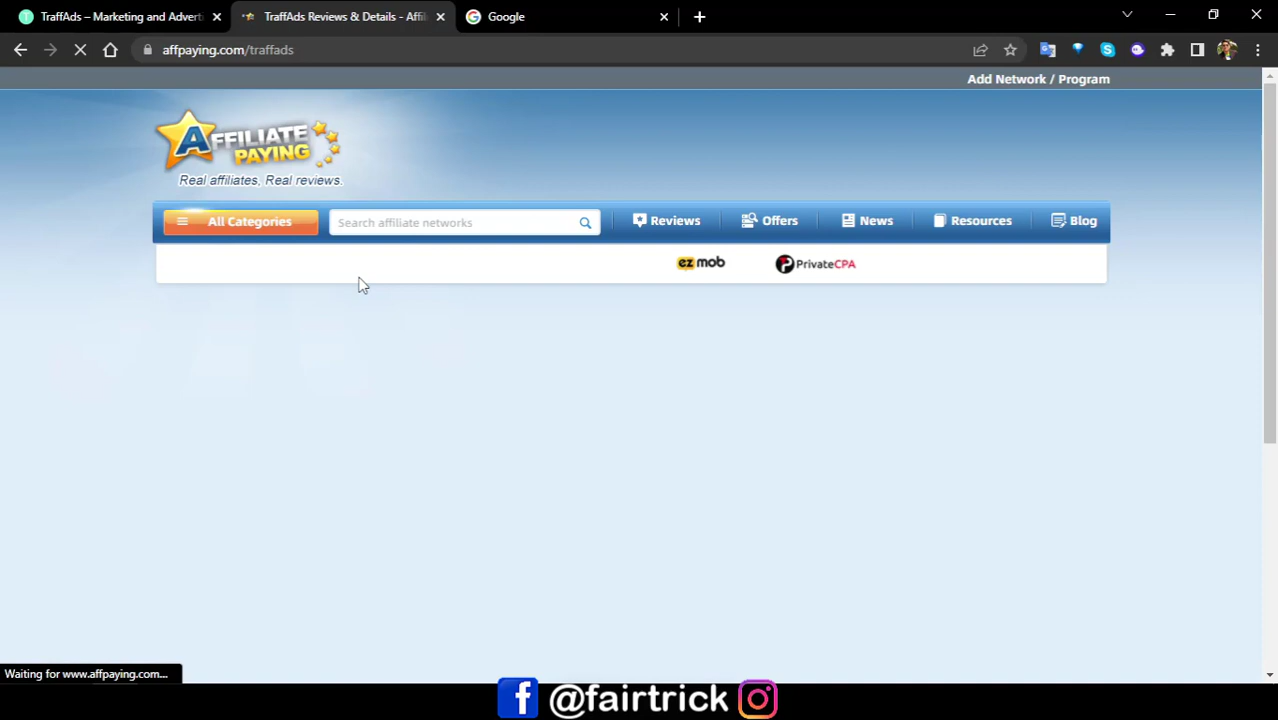 TraffAds – Marketing and Adverti
TraffAds Reviews & Details - Affil
Google
affpaying.com/traffads
Add Network / Program
AFFILIATE
PAYING
Real affiliates, Real reviews.
All Categories
Search affiliate networks
Reviews
Offers
News
Resources
Blog
ez mob
PrivateCPA
Waiting for www.affpaying.com...
@fairtrick